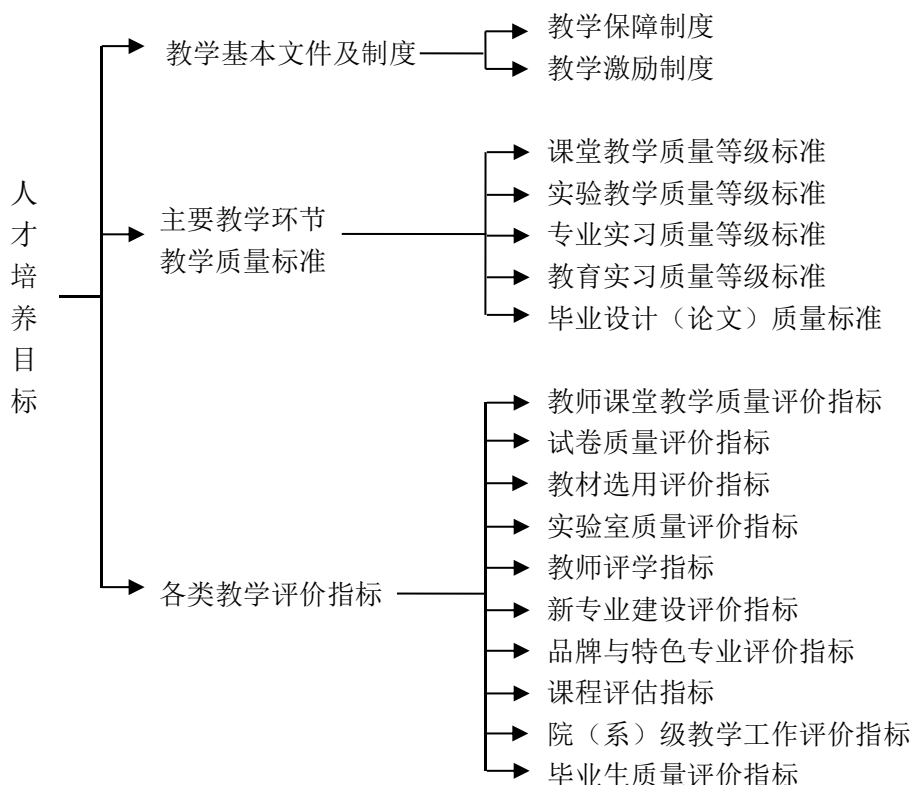 人才培养目标
教学基本文件及制度
教学保障制度
教学激励制度
主要教学环节
教学质量标准
课堂教学质量等级标准
实验教学质量等级标准
专业实习质量等级标准
教育实习质量等级标准
毕业设计（论文）质量标准
各类教学评价指标
教师课堂教学质量评价指标
试卷质量评价指标
教材选用评价指标
实验室质量评价指标
教师评学指标
新专业建设评价指标
品牌与特色专业评价指标
课程评估指标
院（系）级教学工作评价指标
毕业生质量评价指标